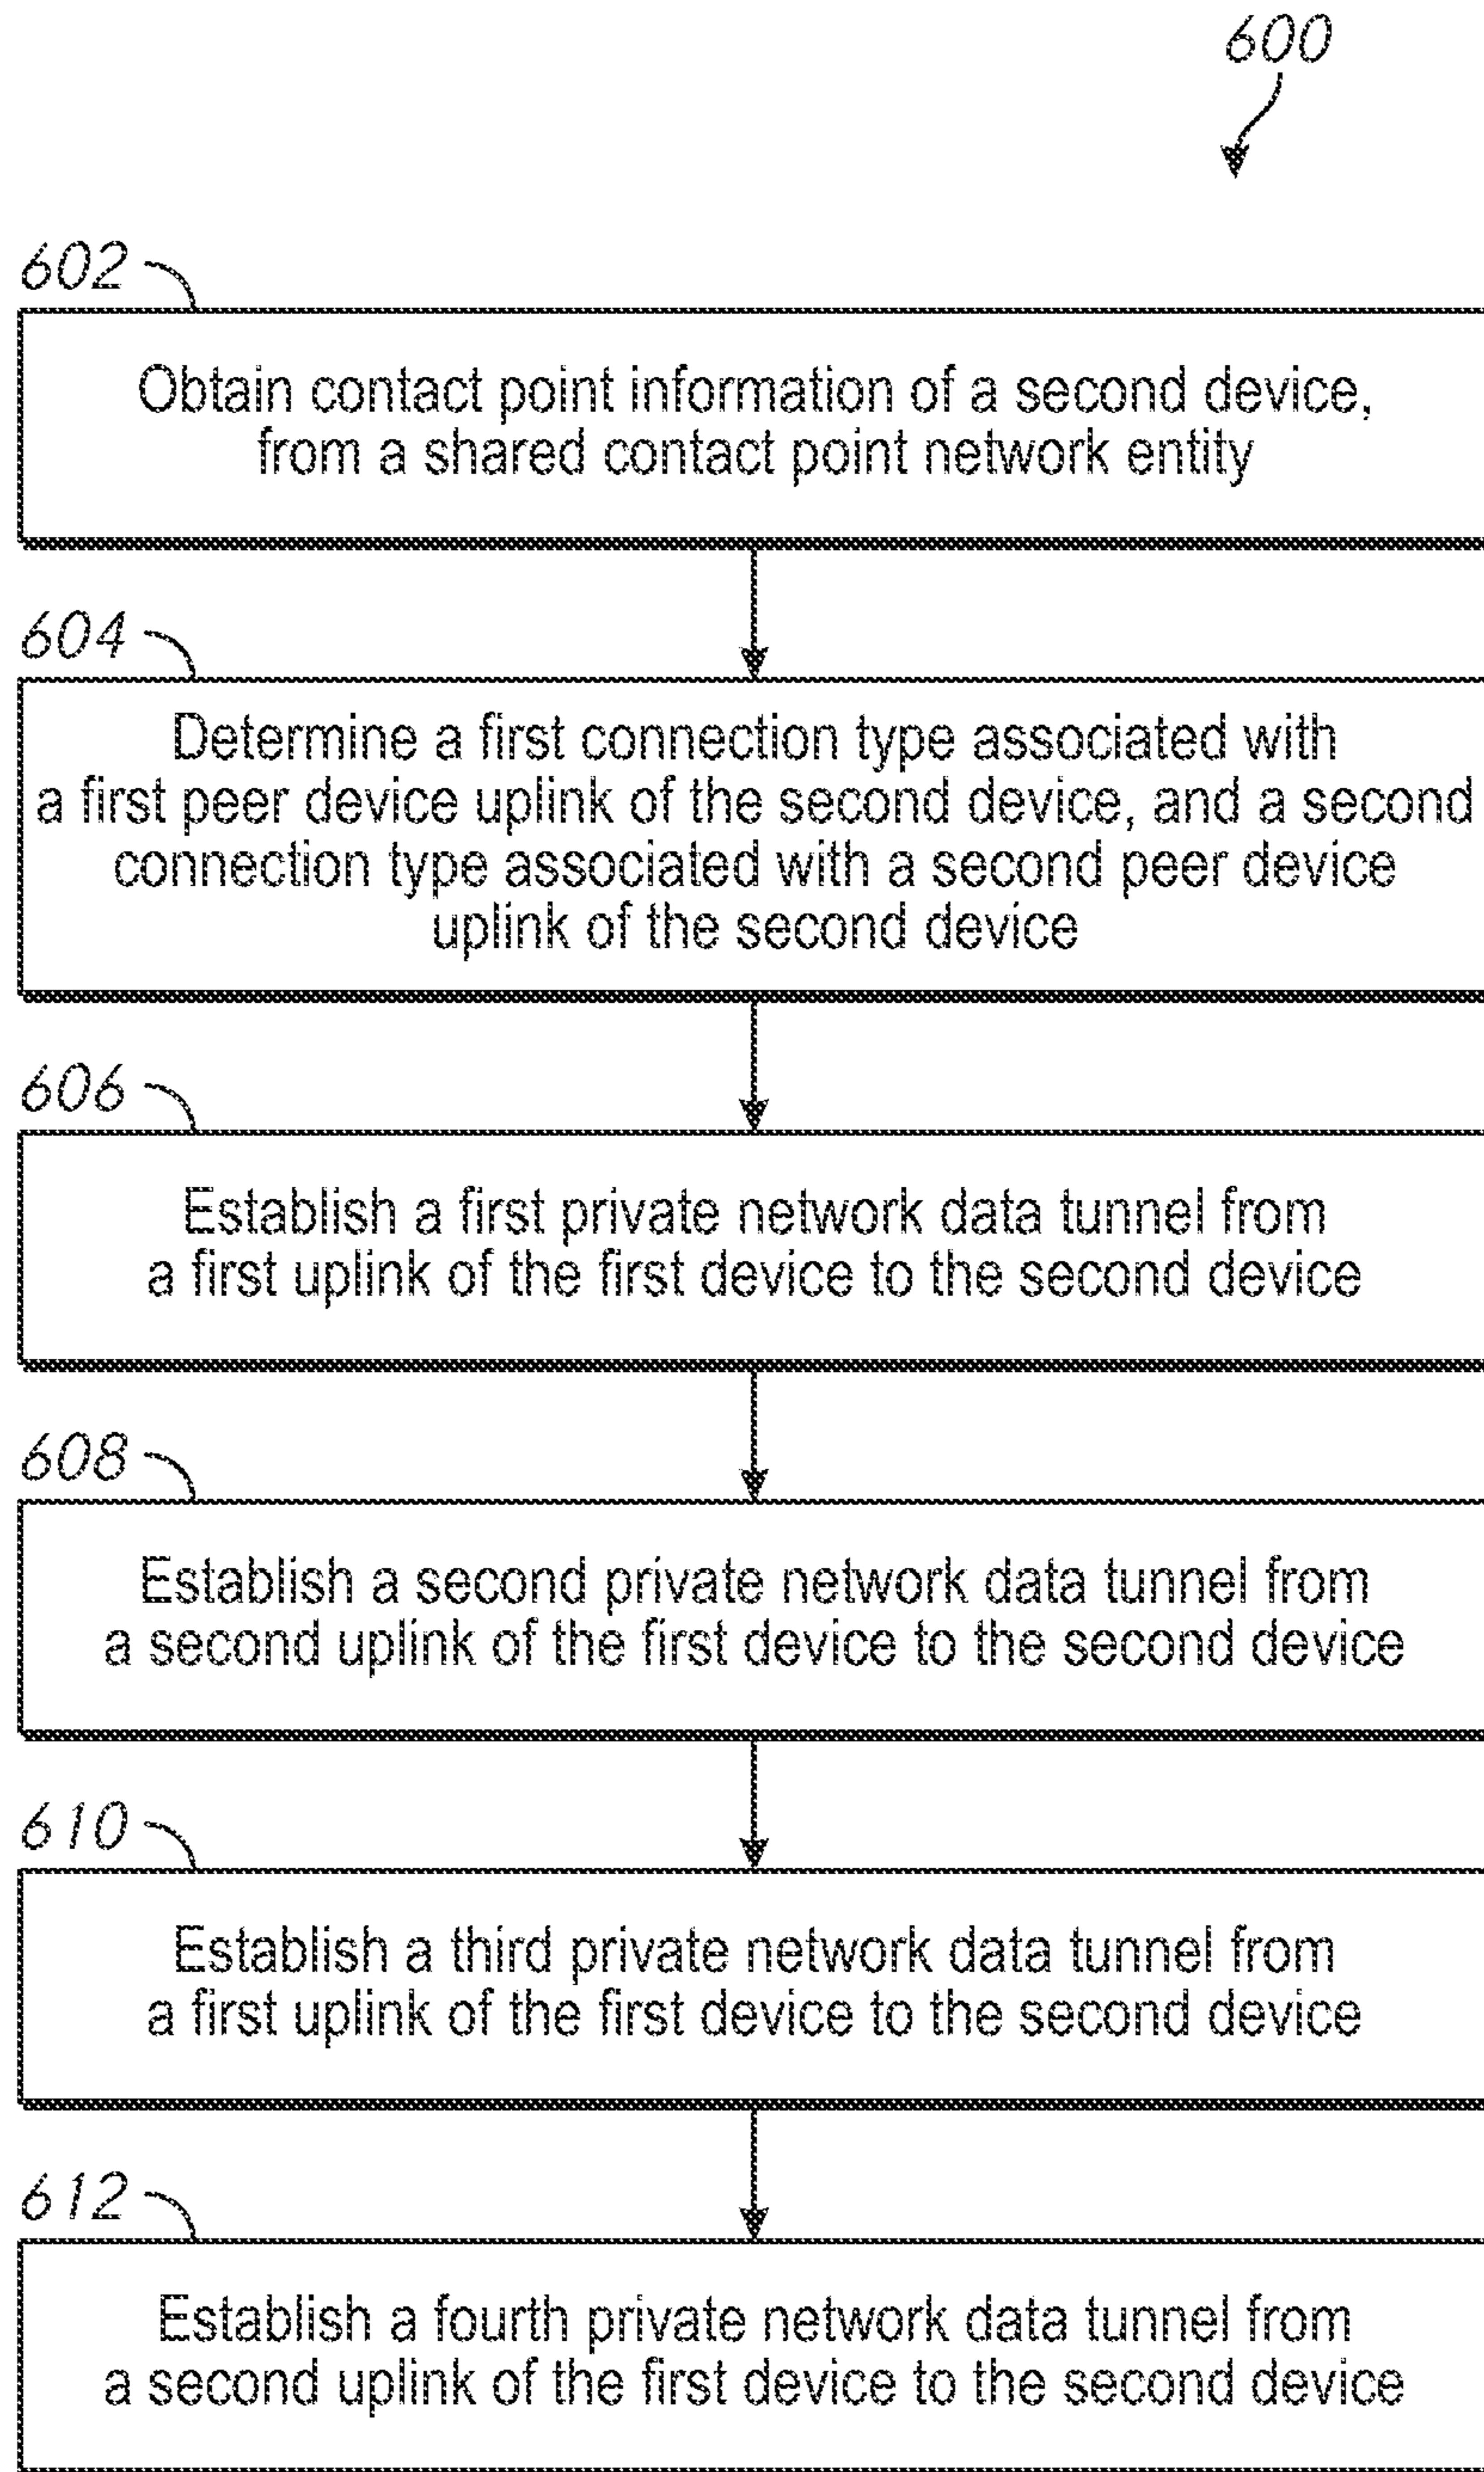 600
602
Obtain contact point information of a second device,
from a shared contact point network entity
604
Determine a first connection type associated with
a first peer device uplink of the second device, and a second
connection type associated with a second peer device
uplink of the second device
606
Establish a first private network data tunnel from
a first uplink of the first device to the second device
608
Establish a second private network data tunnel from
a second uplink of the first device to the second device
610
Establish a third private network data tunnel from
a first uplink of the first device to the second device
612
Establish a fourth private network data tunnel from
a second uplink of the first device to the second device